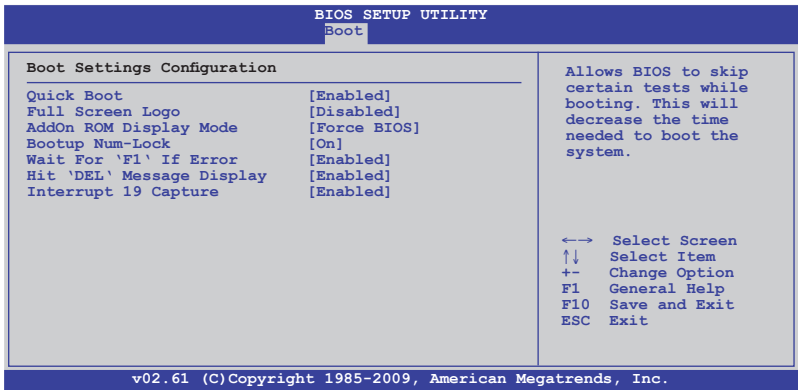 BIOS SETUP UTILITY
Boot
Boot Settings Configuration
Quick Boot [Enabled]
Full Screen Logo [Disabled]
AddOn ROM Display Mode [Force BIOS]
Bootup Num-Lock [On]
Wait For ‘F1‘ If Error [Enabled]
Hit ‘DEL‘ Message Display [Enabled]
Interrupt 19 Capture [Enabled]
Allows BIOS to skip
certain tests while
booting. This will
decrease the time
needed to boot the
system.
←→ Select Screen
↑↓ Select Item
+- Change Option
F1 General Help
F10 Save and Exit
ESC Exit
v02.61 (C)Copyright 1985-2009, American Megatrends, Inc.